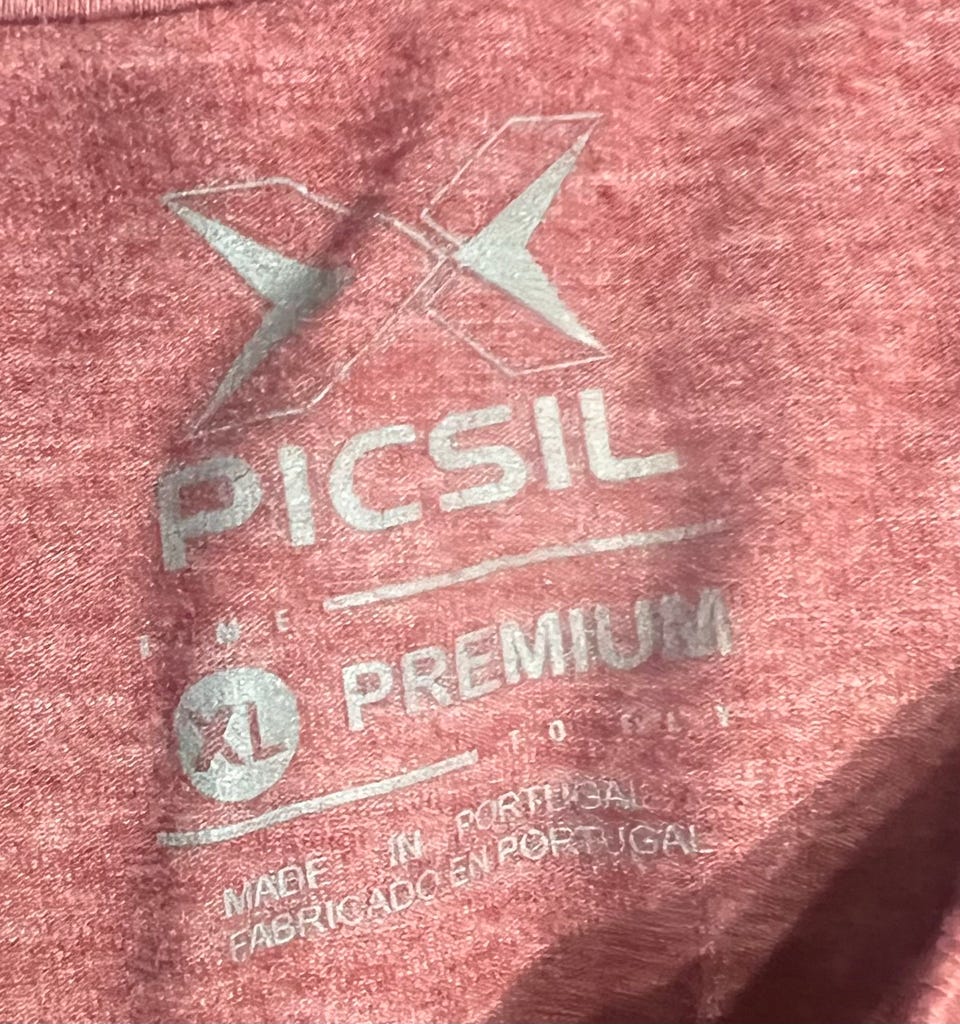 PICSIL
PREMIUM
XL
MADE IN PORTUGAL
FABRICADO EN PORTUGAL